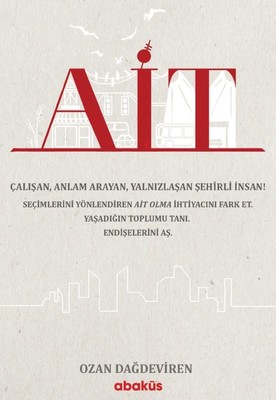 AİT
ÇALIŞAN, ANLAM ARAYAN, YALNIZLAŞAN ŞEHİRLİ İNSAN!
SEÇİMLERİNİ YÖNLENDİREN AİT OLMA İHTİYACINI FARK ET.
YAŞADIĞIN TOPLUMU TANI.
ENDİŞELERİNİ AŞ.
OZAN DAĞDEVİREN
abaküs